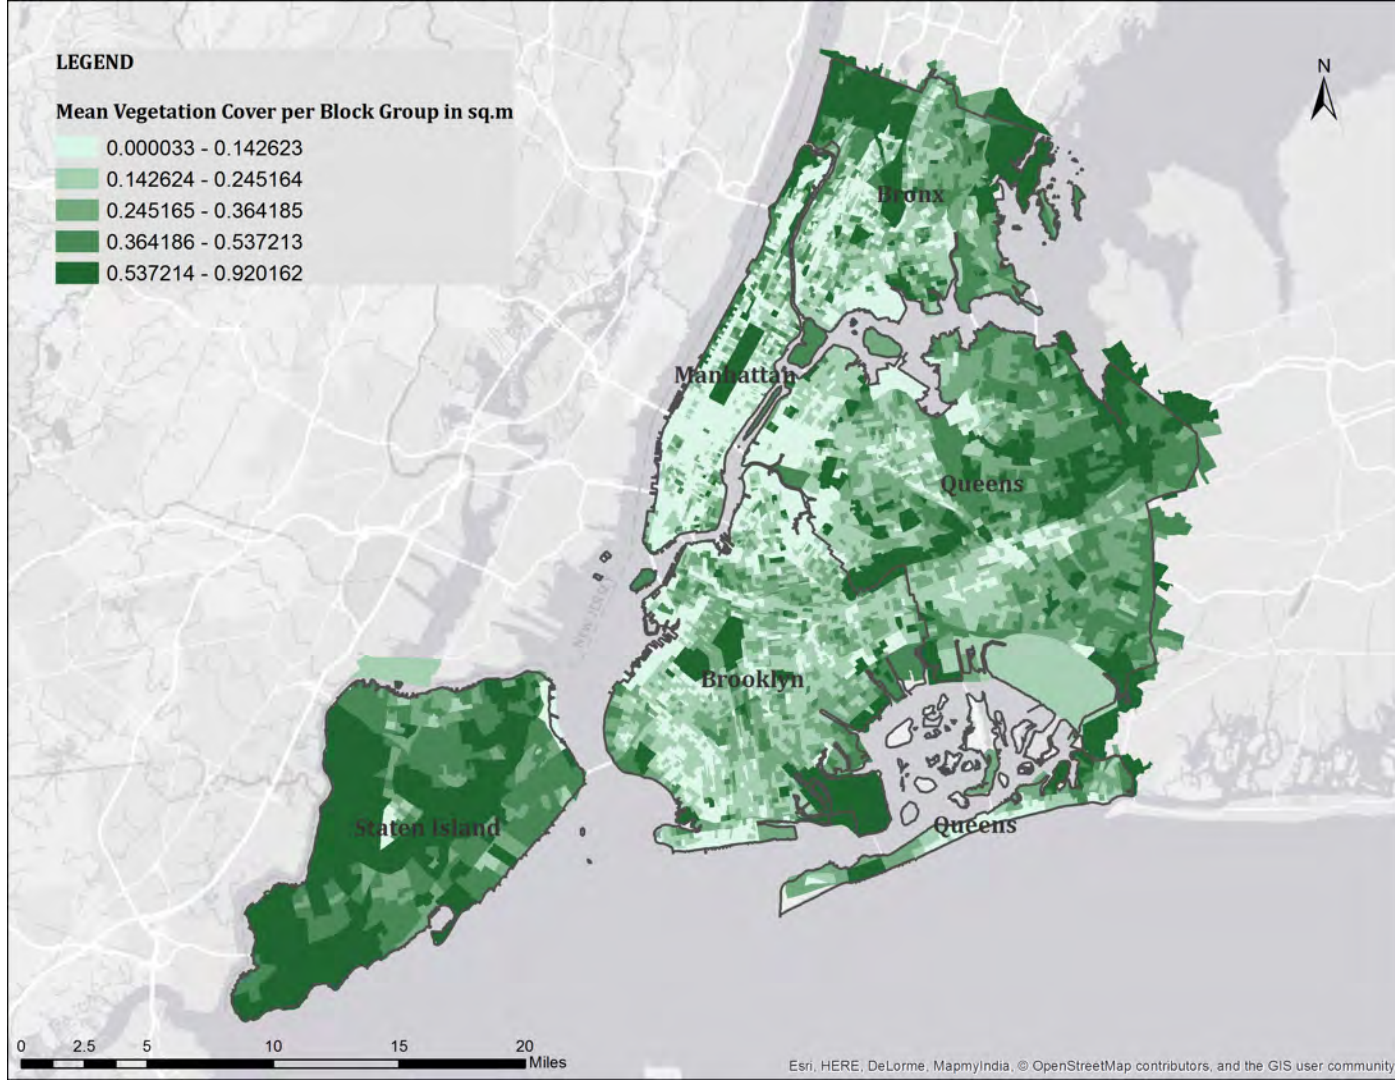 LEGEND
Mean Vegetation Cover per Block Group in sq.m
0.000033 - 0.142623
0.142624 - 0.245164
0.245165 - 0.364185
0.364186 - 0.537213
0.537214 - 0.920162
N
Bronx
Manhattan
Queens
Brooklyn
Staten Island
Queens
0 2.5 5 10 15 20
Miles
Esri, HERE, DeLorme, MapmyIndia, © OpenStreetMap contributors, and the GIS user community